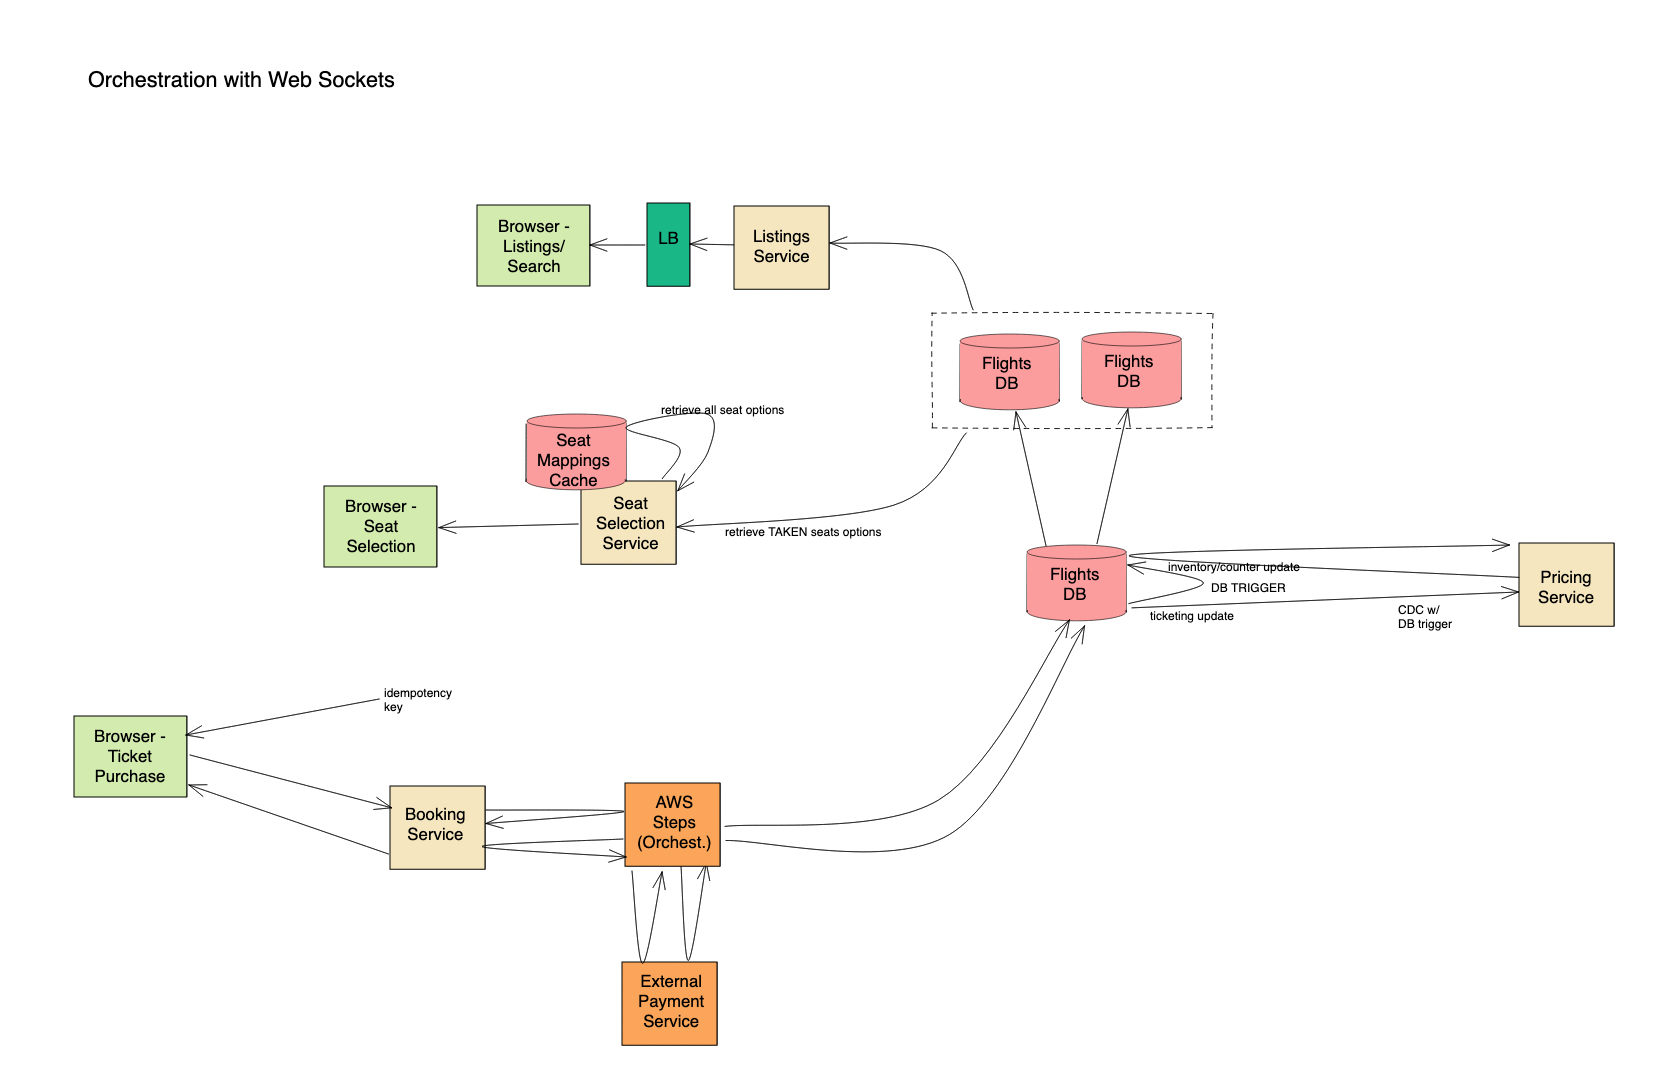 Orchestration with Web Sockets
Browser -
Listings/
Search
LB
Listings
Service
Flights
DB
Flights
DB
retrieve all seat options
Seat
Mappings
Cache
Browser -
Seat
Selection
Seat
Selection
Service
retrieve TAKEN seats options
Flights
DB
inventory/counter update
DB TRIGGER
ticketing update
CDC w/
DB trigger
Pricing
Service
idempotency
key
Browser -
Ticket
Purchase
Booking
Service
AWS
Steps
(Orchest.)
External
Payment
Service